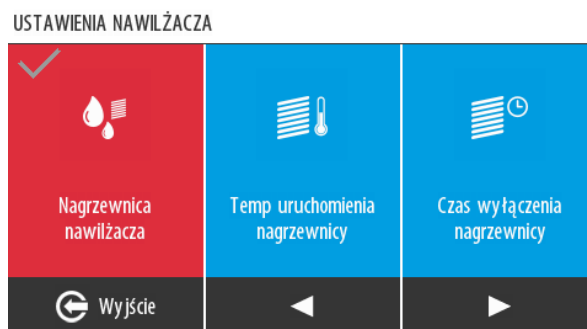 USTAWIENIA NAWILŻACZA
Nagrzewnica
nawilżacza
Temp uruchomienia
nagrzewnicy
Czas wyłączenia
nagrzewnicy
Wyjście